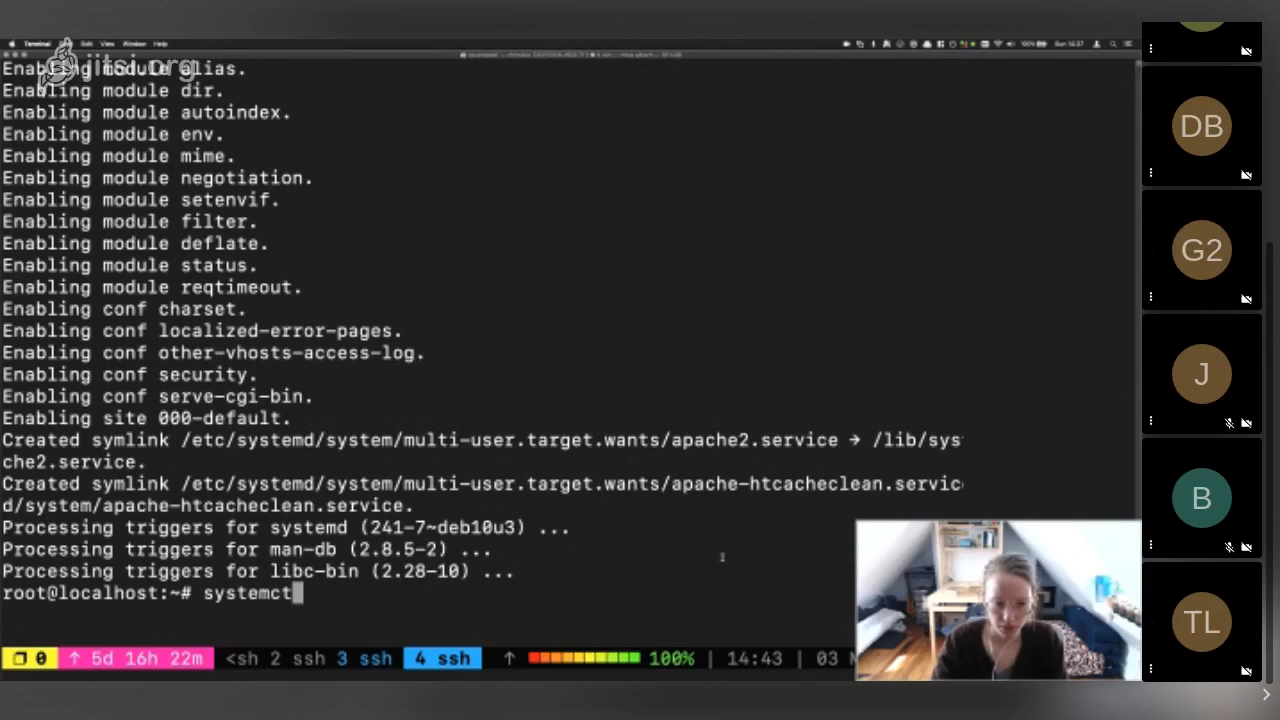 Terminal Edit View Window Help
jitsi.org
Enabling module alias.
Enabling module dir.
Enabling module autoindex.
Enabling module env.
Enabling module mime.
Enabling module negotiation.
Enabling module setenvif.
Enabling module filter.
Enabling module deflate.
Enabling module status.
Enabling module reqtimeout.
Enabling conf charset.
Enabling conf localized-error-pages.
Enabling conf other-vhosts-access-log.
Enabling conf security.
Enabling conf serve-cgi-bin.
Enabling site 000-default.
Created symlink /etc/systemd/system/multi-user.target.wants/apache2.service → /lib/sys
che2.service.
Created symlink /etc/systemd/system/multi-user.target.wants/apache-htcacheclean.servic
d/system/apache-htcacheclean.service.
Processing triggers for systemd (241-7~deb10u3) ...
Processing triggers for man-db (2.8.5-2) ...
Processing triggers for libc-bin (2.28-10) ...
root@localhost:~# systemct
0 ↑ 5d 16h 22m <sh 2 ssh 3 ssh 4 ssh ↑ 100% | 14:43 | 03
DB
G2
J
B
TL